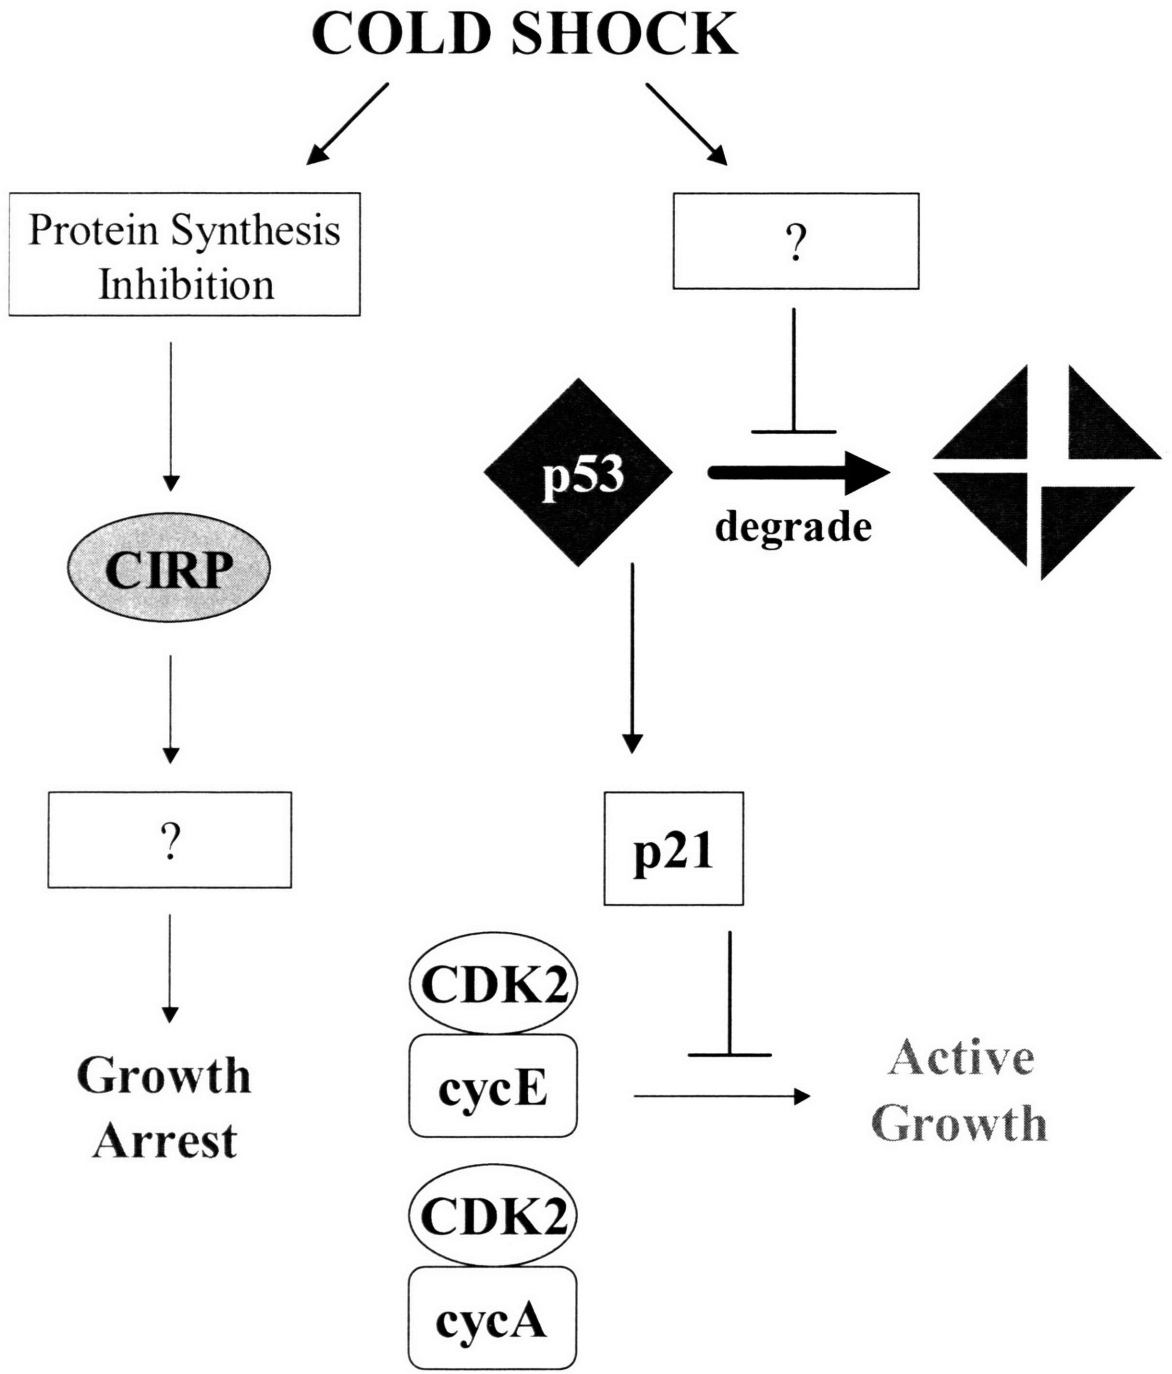 COLD SHOCK
Protein Synthesis
Inhibition
?
p53
degrade
CIRP
?
p21
CDK2
cycE
Growth
Arrest
Active
Growth
CDK2
cycA